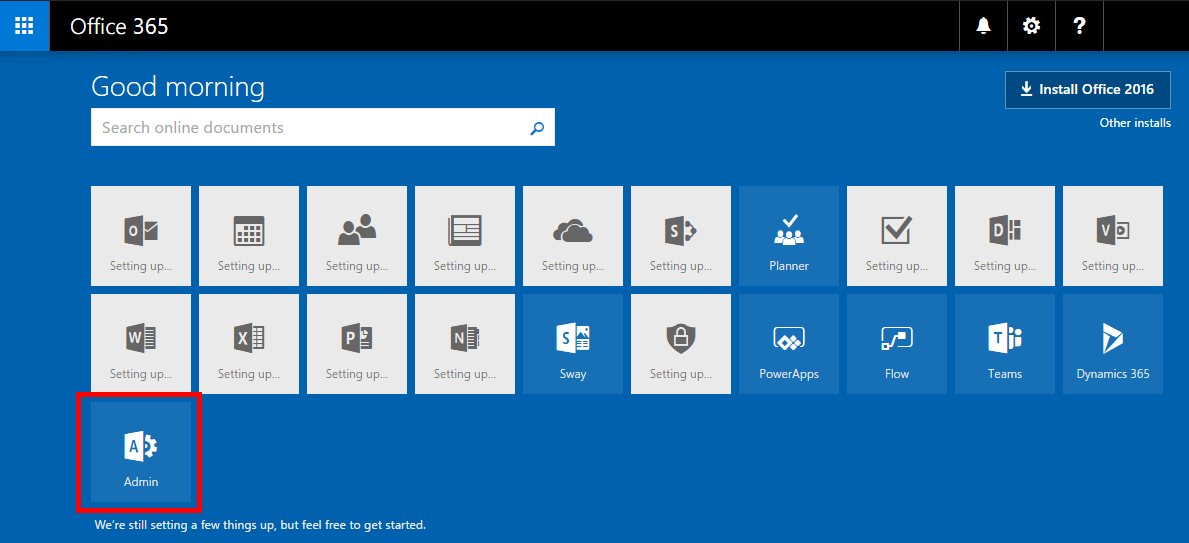 Office 365
?
Good morning
Install Office 2016
Search online documents
Other installs
O
S
D
V
Setting up...
Setting up...
Setting up...
Setting up...
Setting up...
Setting up...
Planner
Setting up...
Setting up...
Setting up...
W
X
P
N
S
T
Setting up...
Setting up...
Setting up...
Setting up...
Sway
Setting up...
PowerApps
Flow
Teams
Dynamics 365
A
Admin
We're still setting a few things up, but feel free to get started.